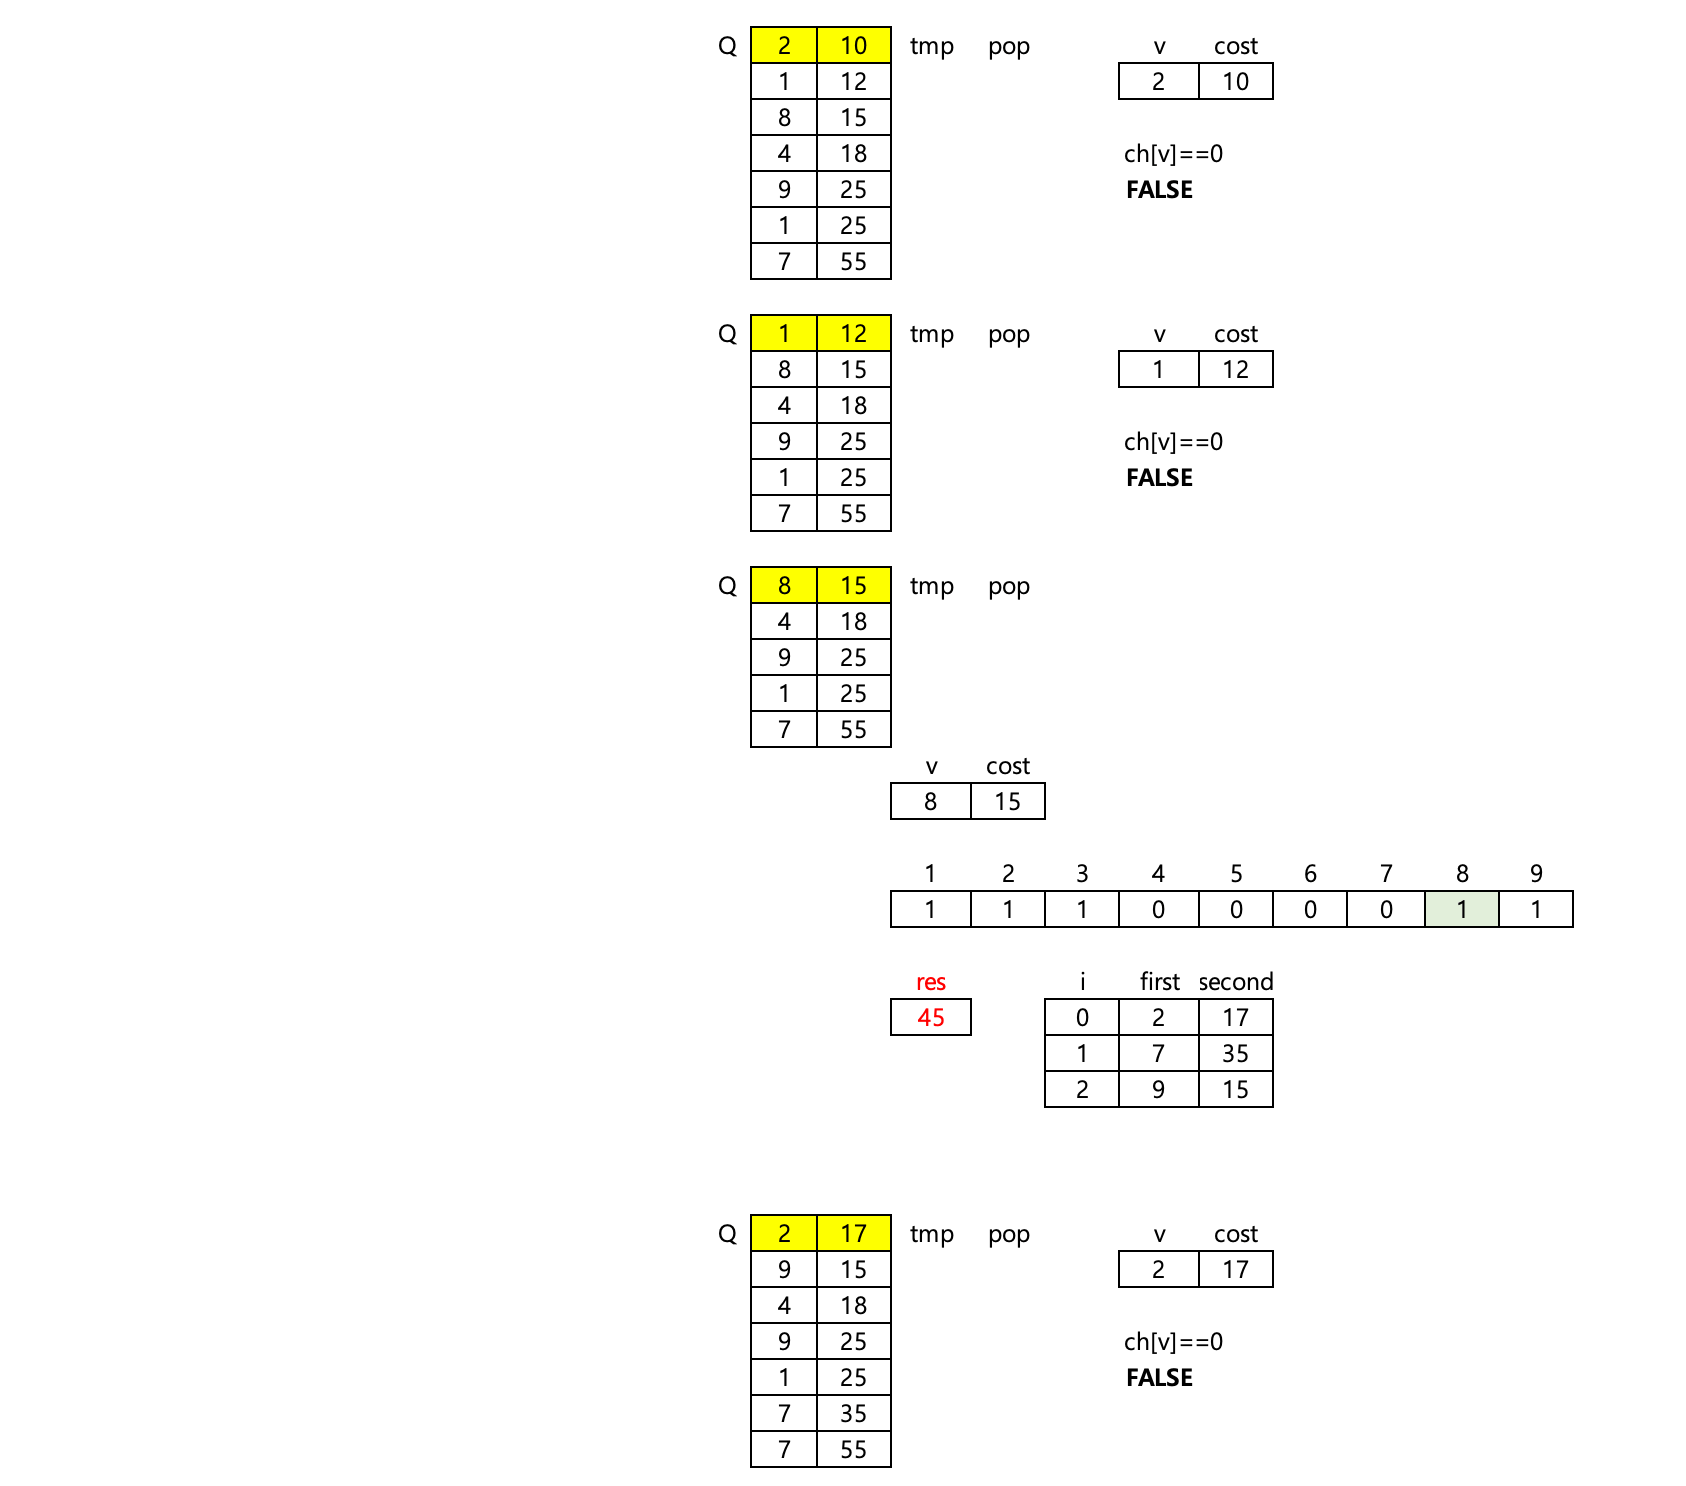 Q 2 10 tmp pop v cost
1 12 2 10
8 15
4 18 ch[v]==0
9 25 FALSE
1 25
7 55
Q 1 12 tmp pop v cost
8 15 1 12
4 18
9 25 ch[v]==0
1 25 FALSE
7 55
Q 8 15 tmp pop
4 18
9 25
1 25
7 55
v cost
8 15
1 2 3 4 5 6 7 8 9
1 1 1 0 0 0 0 1 1
res i first second
45 0 2 17
1 7 35
2 9 15
Q 2 17 tmp pop v cost
9 15 2 17
4 18
9 25 ch[v]==0
1 25 FALSE
7 35
7 55